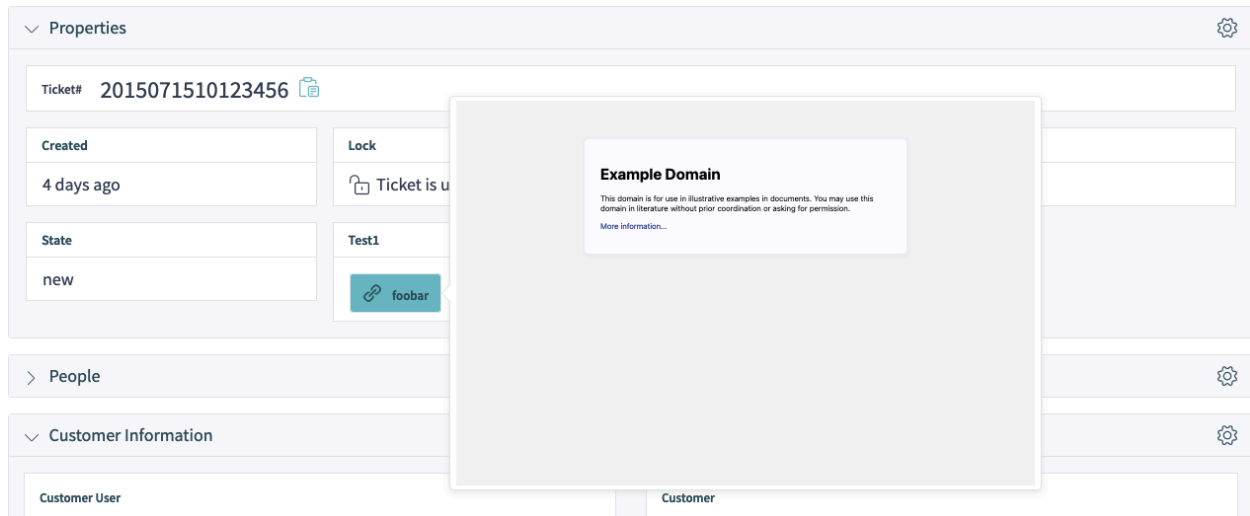 Properties
Ticket# 2015071510123456
Created
Lock
4 days ago
Ticket is u
State
Test1
new
foobar
Example Domain
This domain is for use in illustrative examples in documents. You may use this
domain in literature without prior coordination or asking for permission.
More information...
People
Customer Information
Customer User
Customer